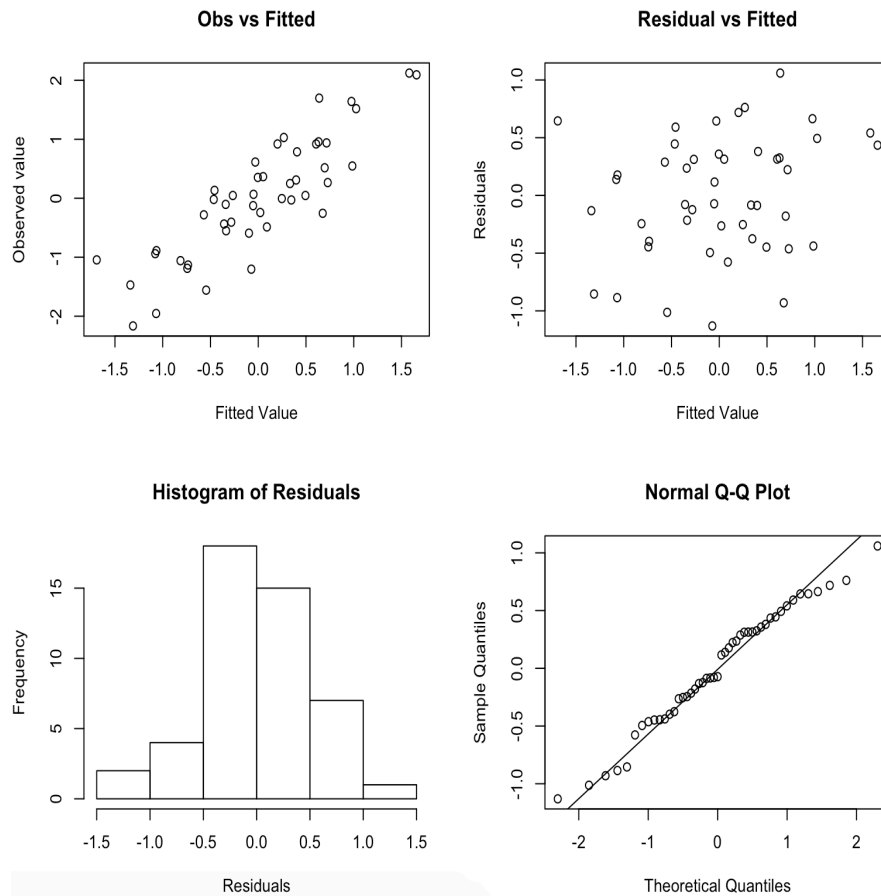 Obs vs Fitted
Observed value
2
1
0
-1
-2
-1.5 -1.0 -0.5 0.0 0.5 1.0 1.5
Fitted Value
Residual vs Fitted
Residuals
1.0
0.5
0.0
-0.5
-1.0
-1.5 -1.0 -0.5 0.0 0.5 1.0 1.5
Fitted Value
Histogram of Residuals
Frequency
15
10
5
0
-1.5 -1.0 -0.5 0.0 0.5 1.0 1.5
Residuals
Normal Q-Q Plot
Sample Quantiles
1.0
0.5
0.0
-0.5
-1.0
-2 -1 0 1 2
Theoretical Quantiles